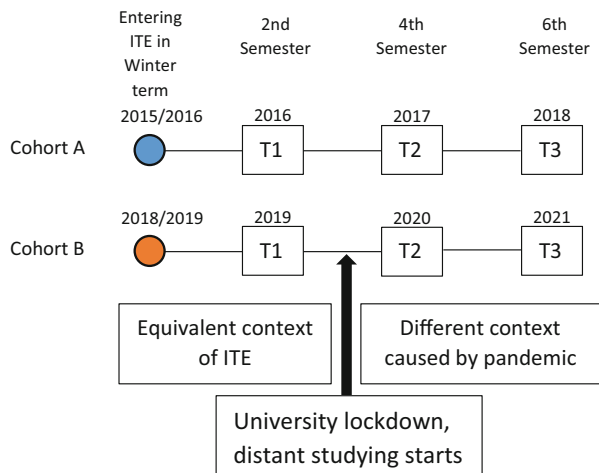 Entering
ITE in
Winter
term
2nd
Semester
4th
Semester
6th
Semester
2015/2016
2016
2017
2018
Cohort A
T1
T2
T3
2018/2019
2019
2020
2021
Cohort B
T1
T2
T3
Equivalent context
of ITE
Different context
caused by pandemic
University lockdown,
distant studying starts